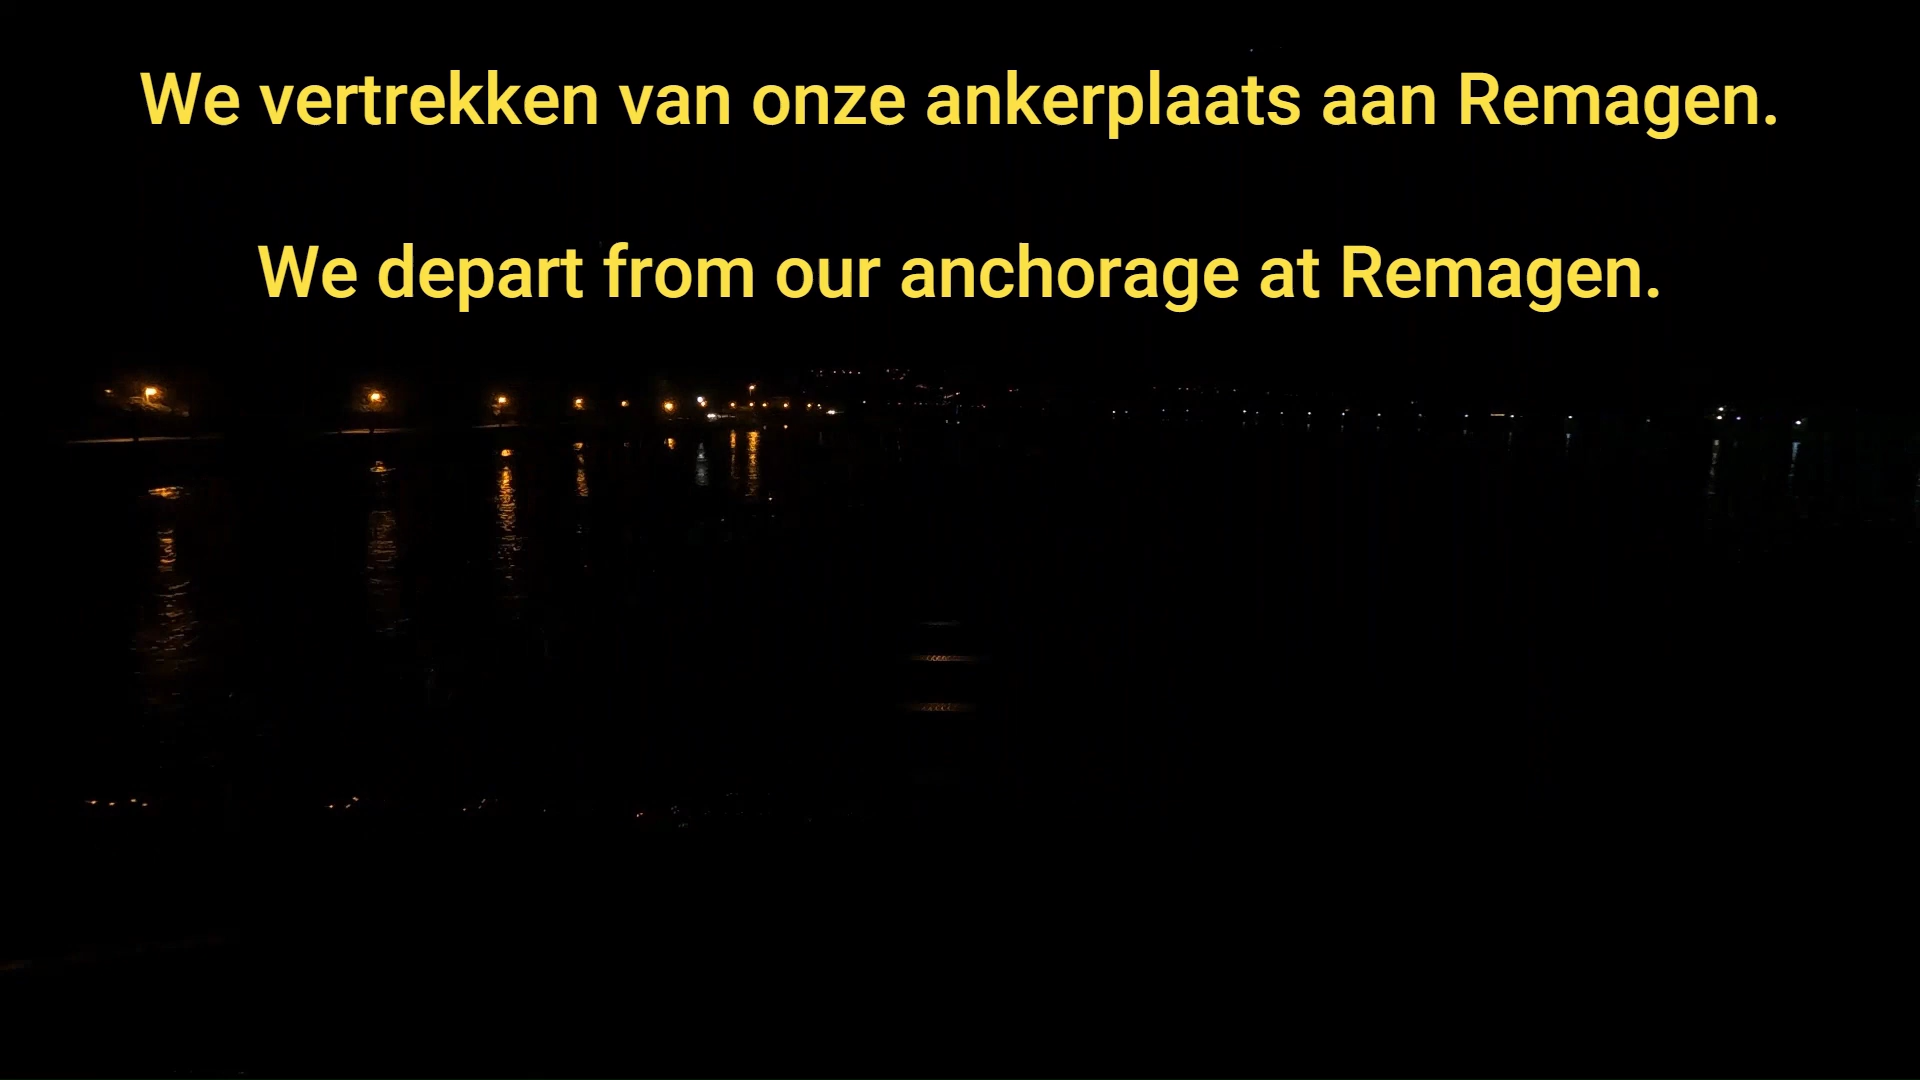 We vertrekken van onze ankerplaats aan Remagen.
We depart from our anchorage at Remagen.